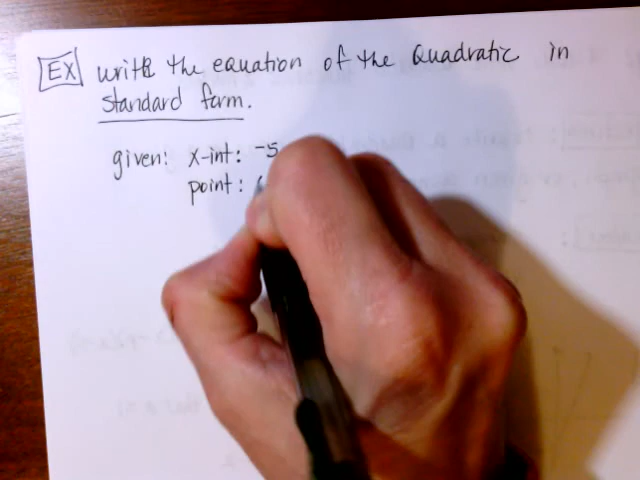 EX write the equation of the Quadratic in
standard form.
given: x-int: -5
point: (